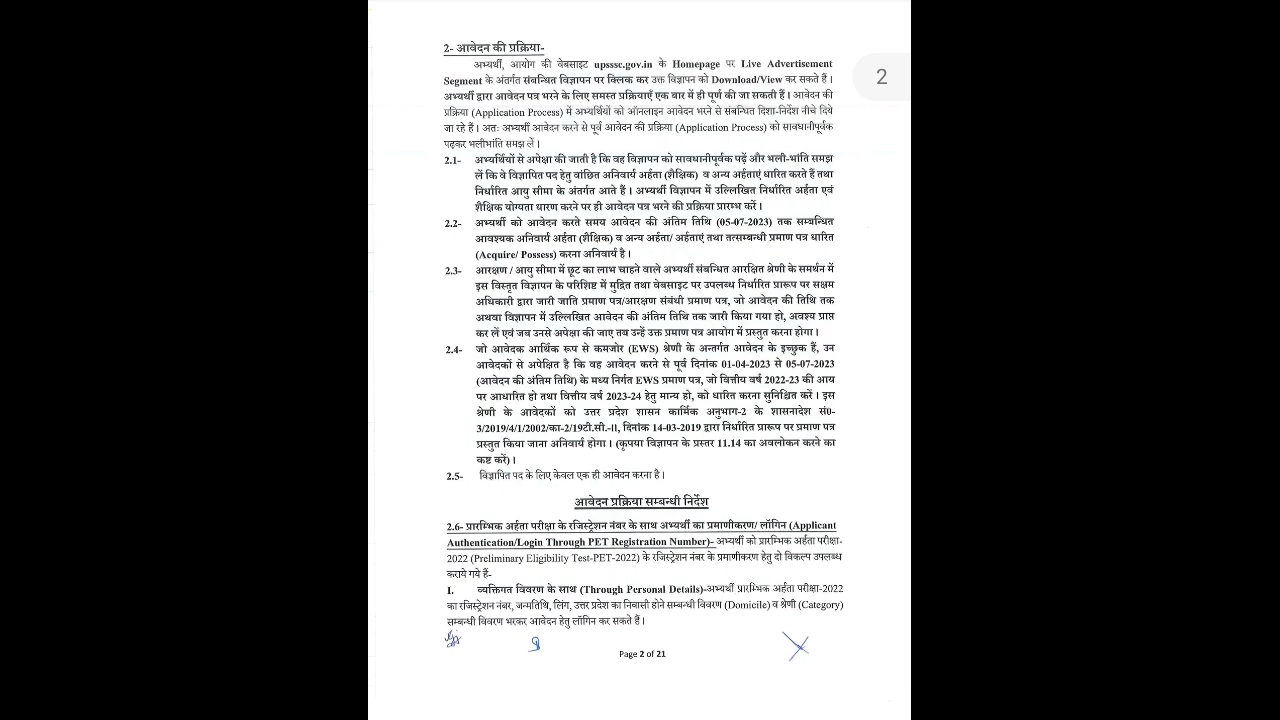 2- आवेदन की प्रक्रिया-
अभ्यर्थी, आयोग की वेबसाइट upsssc.gov.in के Homepage पर Live Advertisement
Segment के अंतर्गत संबन्धित विज्ञापन पर क्लिक कर उक्त विज्ञापन को Download/View कर सकते हैं।
अभ्यर्थी द्वारा आवेदन पत्र भरने के लिए समस्त प्रक्रियाएँ एक बार में ही पूर्ण की जा सकती हैं। आवेदन की
प्रक्रिया (Application Process) में अभ्यर्थियों को ऑनलाइन आवेदन भरने से संबन्धित दिशा-निर्देश नीचे दिये
जा रहे हैं। अतः अभ्यर्थी आवेदन करने से पूर्व आवेदन की प्रक्रिया (Application Process) को सावधानीपूर्वक
पढ़कर भलीभांति समझ लें।
2.1- अभ्यर्थियों से अपेक्षा की जाती है कि वह विज्ञापन को सावधानीपूर्वक पढ़ें और भली-भांति समझ
लें कि वे विज्ञापित पद हेतु वांछित अनिवार्य अर्हता (शैक्षिक) व अन्य अर्हताएं धारित करते हैं तथा
निर्धारित आयु सीमा के अंतर्गत आते हैं। अभ्यर्थी विज्ञापन में उल्लिखित निर्धारित अर्हता एवं
शैक्षिक योग्यता धारण करने पर ही आवेदन पत्र भरने की प्रक्रिया प्रारम्भ करें।
2.2- अभ्यर्थी को आवेदन करते समय आवेदन की अंतिम तिथि (05-07-2023) तक सम्बन्धित
आवश्यक अनिवार्य अर्हता (शैक्षिक) व अन्य अर्हता/ अर्हताएं तथा तत्सम्बन्धी प्रमाण पत्र धारित
(Acquire/ Possess) करना अनिवार्य है।
2.3- आरक्षण / आयु सीमा में छूट का लाभ चाहने वाले अभ्यर्थी संबन्धित आरक्षित श्रेणी के समर्थन में
इस विस्तृत विज्ञापन के परिशिष्ट में मुद्रित तथा वेबसाइट पर उपलब्ध निर्धारित प्रारूप पर सक्षम
अधिकारी द्वारा जारी जाति प्रमाण पत्र/आरक्षण संबंधी प्रमाण पत्र, जो आवेदन की तिथि तक
अथवा विज्ञापन में उल्लिखित आवेदन की अंतिम तिथि तक जारी किया गया हो, अवश्य प्राप्त
कर लें एवं जब उनसे अपेक्षा की जाए तब उन्हें उक्त प्रमाण पत्र आयोग में प्रस्तुत करना होगा।
2.4- जो आवेदक आर्थिक रूप से कमजोर (EWS) श्रेणी के अन्तर्गत आवेदन के इच्छुक हैं, उन
आवेदकों से अपेक्षित है कि वह आवेदन करने से पूर्व दिनांक 01-04-2023 से 05-07-2023
(आवेदन की अंतिम तिथि) के मध्य निर्गत EWS प्रमाण पत्र, जो वित्तीय वर्ष 2022-23 की आय
पर आधारित हो तथा वित्तीय वर्ष 2023-24 हेतु मान्य हो, को धारित करना सुनिश्चित करें। इस
श्रेणी के आवेदकों को उत्तर प्रदेश शासन कार्मिक अनुभाग-2 के शासनादेश सं0-
3/2019/4/1/2002/का-2/19टी.सी.-II, दिनांक 14-03-2019 द्वारा निर्धारित प्रारूप पर प्रमाण पत्र
प्रस्तुत किया जाना अनिवार्य होगा। (कृपया विज्ञापन के प्रस्तर 11.14 का अवलोकन करने का
कष्ट करें)।
2.5- विज्ञापित पद के लिए केवल एक ही आवेदन करना है।
आवेदन प्रक्रिया सम्बन्धी निर्देश
2.6- प्रारम्भिक अर्हता परीक्षा के रजिस्ट्रेशन नंबर के साथ अभ्यर्थी का प्रमाणीकरण/ लॉगिन (Applicant
Authentication/Login Through PET Registration Number)- अभ्यर्थी को प्रारम्भिक अर्हता परीक्षा-
2022 (Preliminary Eligibility Test-PET-2022) के रजिस्ट्रेशन नंबर के प्रमाणीकरण हेतु दो विकल्प उपलब्ध
कराये गये हैं-
I. व्यक्तिगत विवरण के साथ (Through Personal Details)-अभ्यर्थी प्रारम्भिक अर्हता परीक्षा-2022
का रजिस्ट्रेशन नंबर, जन्मतिथि, लिंग, उत्तर प्रदेश का निवासी होने सम्बन्धी विवरण (Domicile) व श्रेणी (Category)
सम्बन्धी विवरण भरकर आवेदन हेतु लॉगिन कर सकते हैं।
Page 2 of 21
2